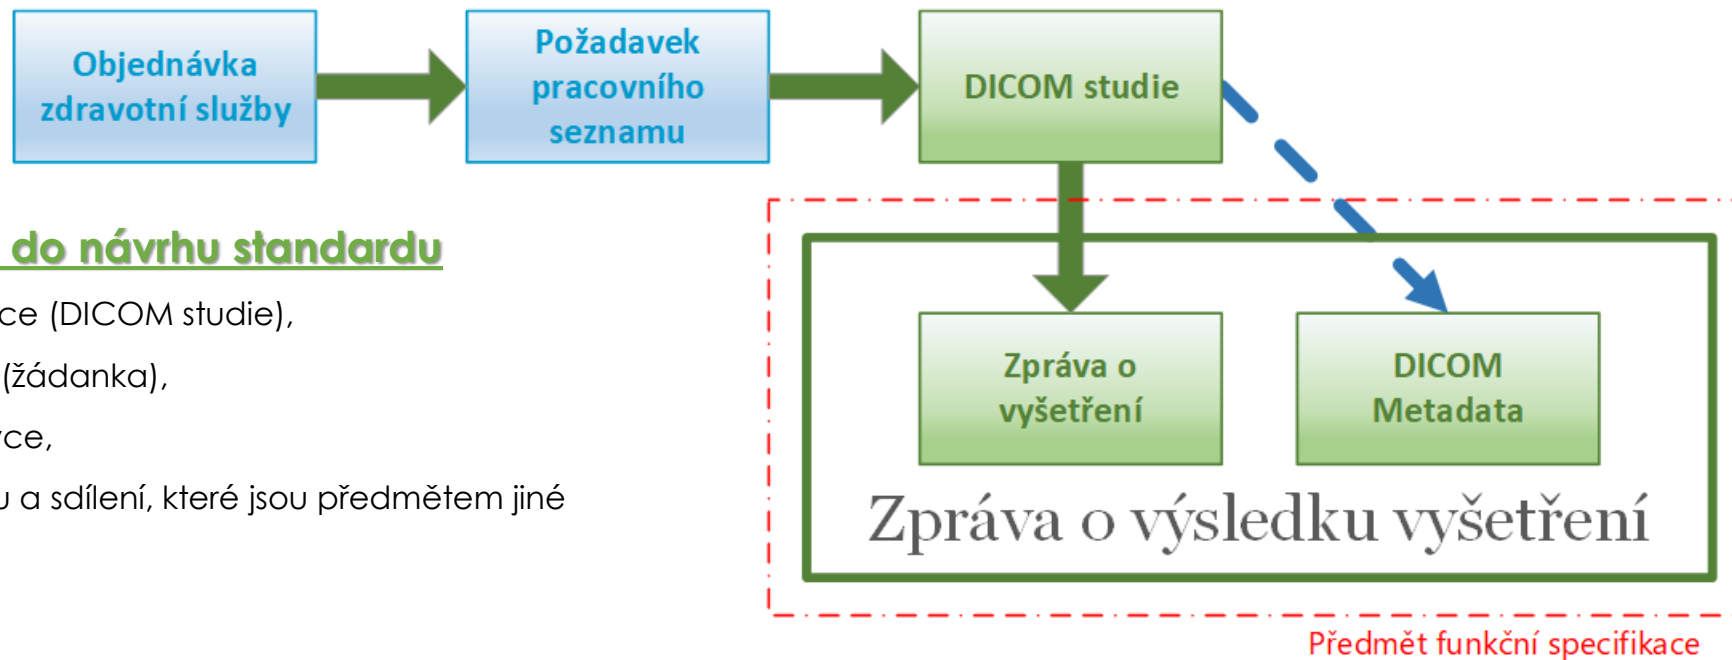 Objednávka
zdravotní služby
Požadavek
pracovního
seznamu
DICOM studie
do návrhu standardu
ce (DICOM studie),
(žádanka),
a sdílení, které jsou předmětem jiné
Zpráva o
vyšetření
DICOM
Metadata
Zpráva o výsledku vyšetření
Předmět funkční specifikace